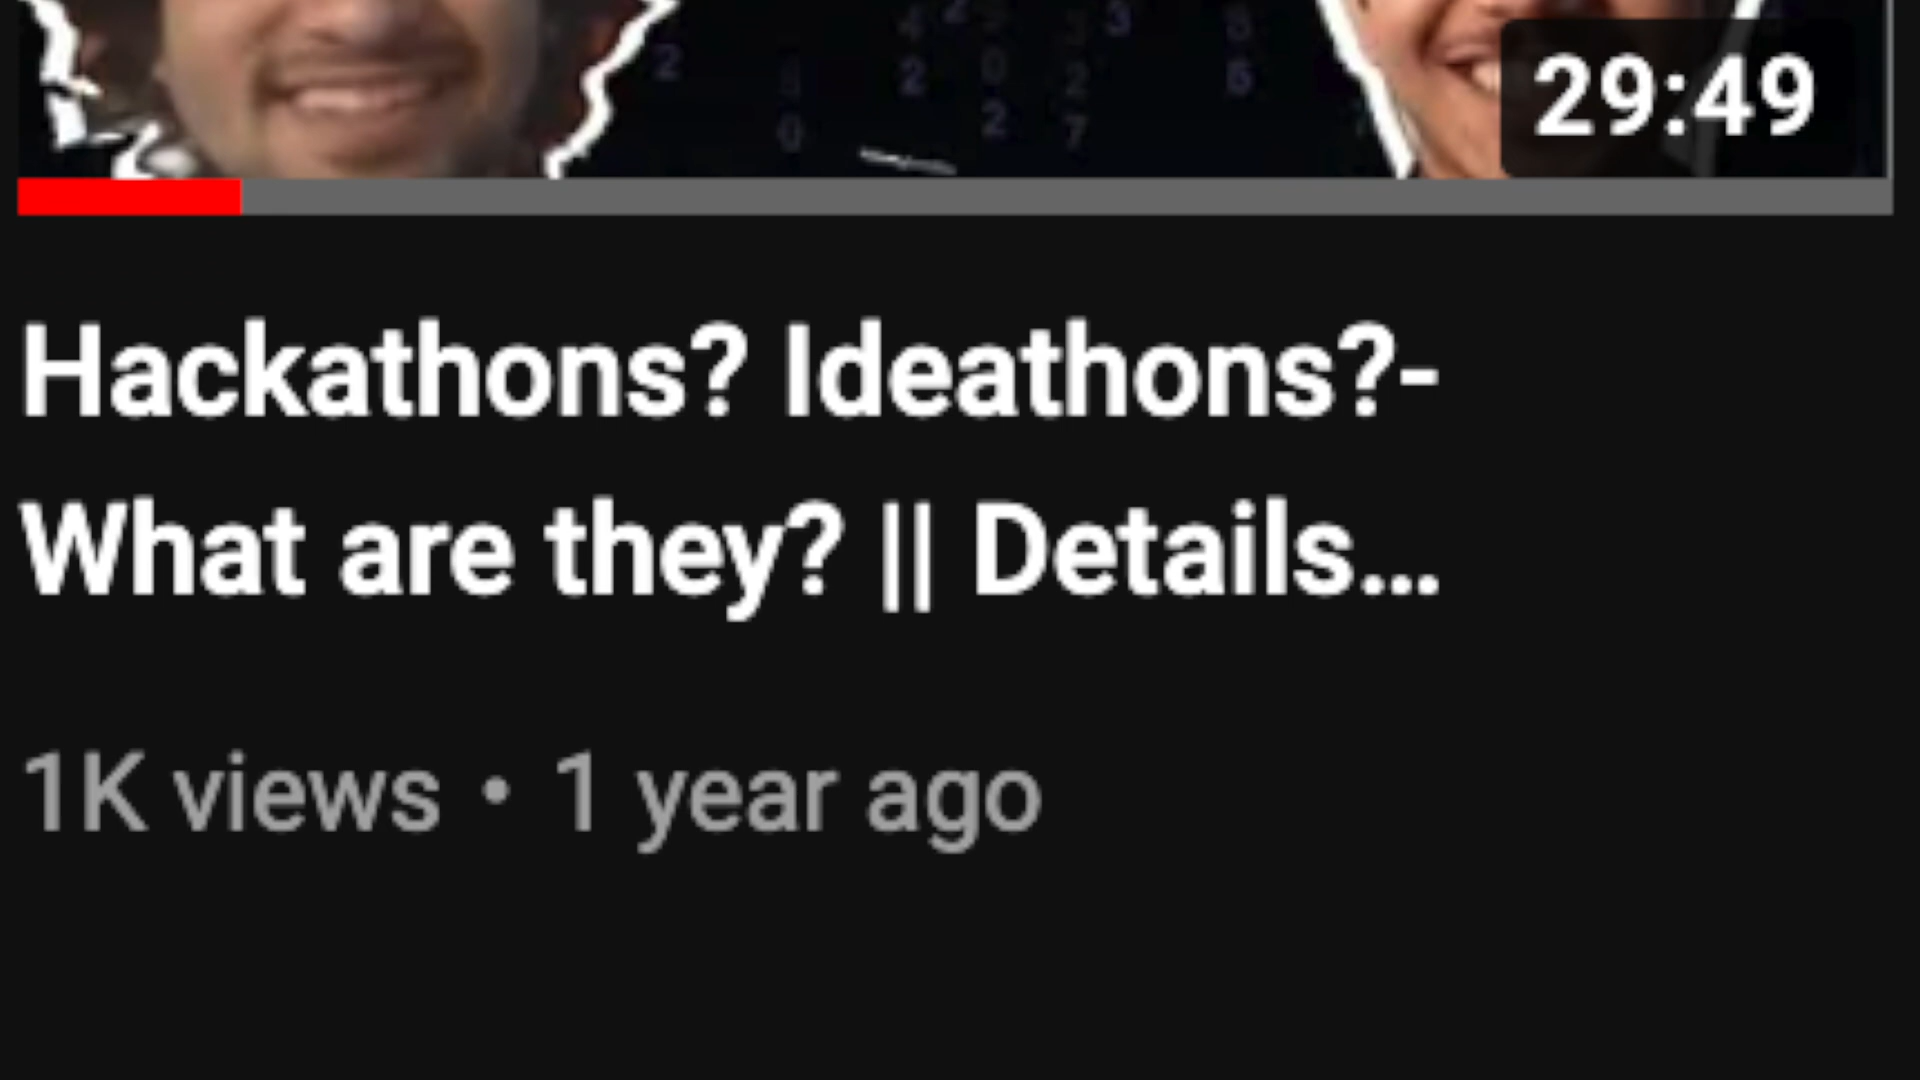 29:49
Hackathons? Ideathons?-
What are they? || Details...
1K views • 1 year ago